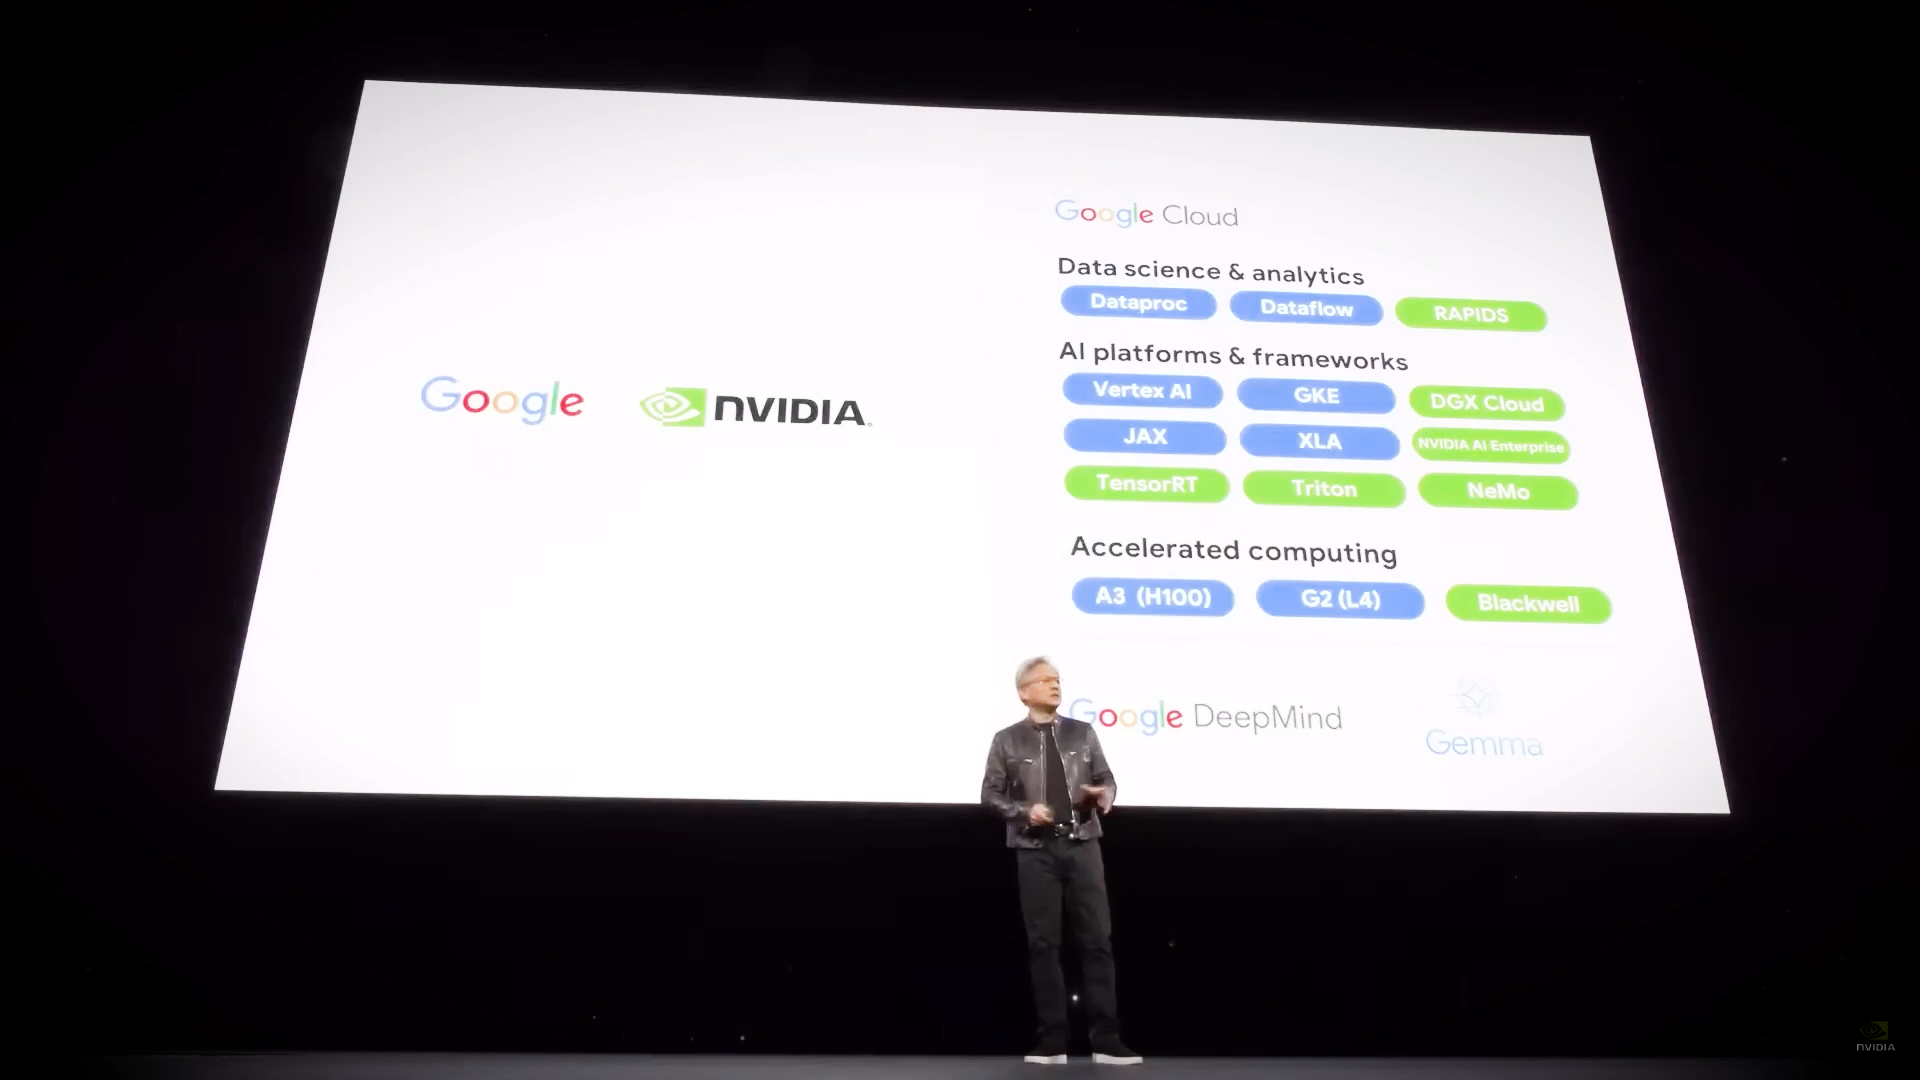 Google NVIDIA
Google Cloud
Data science & analytics
Dataproc Dataflow RAPIDS
AI platforms & frameworks
Vertex AI GKE DGX Cloud
JAX XLA NVIDIA AI Enterprise
TensorRT Triton NeMo
Accelerated computing
A3 (H100) G2 (L4) Blackwell
Google DeepMind
Gemma
NVIDIA